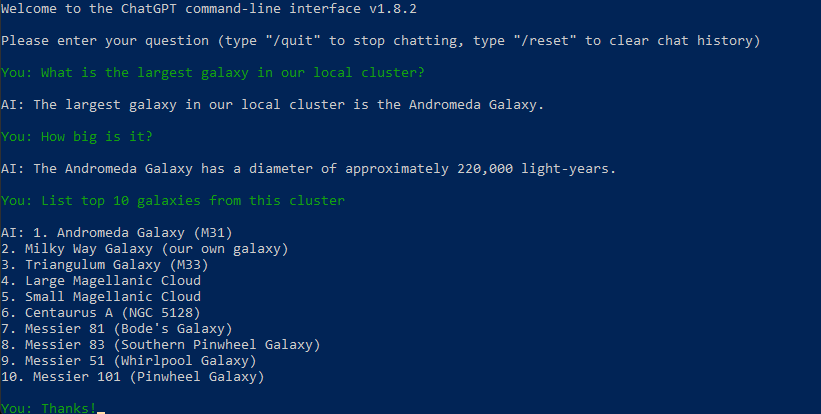 Welcome to the ChatGPT command-line interface v1.8.2
Please enter your question (type "/quit" to stop chatting, type "/reset" to clear chat history)
You: What is the largest galaxy in our local cluster?
AI: The largest galaxy in our local cluster is the Andromeda Galaxy.
You: How big is it?
AI: The Andromeda Galaxy has a diameter of approximately 220,000 light-years.
You: List top 10 galaxies from this cluster
AI: 1. Andromeda Galaxy (M31)
2. Milky Way Galaxy (our own galaxy)
3. Triangulum Galaxy (M33)
4. Large Magellanic Cloud
5. Small Magellanic Cloud
6. Centaurus A (NGC 5128)
7. Messier 81 (Bode's Galaxy)
8. Messier 83 (Southern Pinwheel Galaxy)
9. Messier 51 (Whirlpool Galaxy)
10. Messier 101 (Pinwheel Galaxy)
You: Thanks!